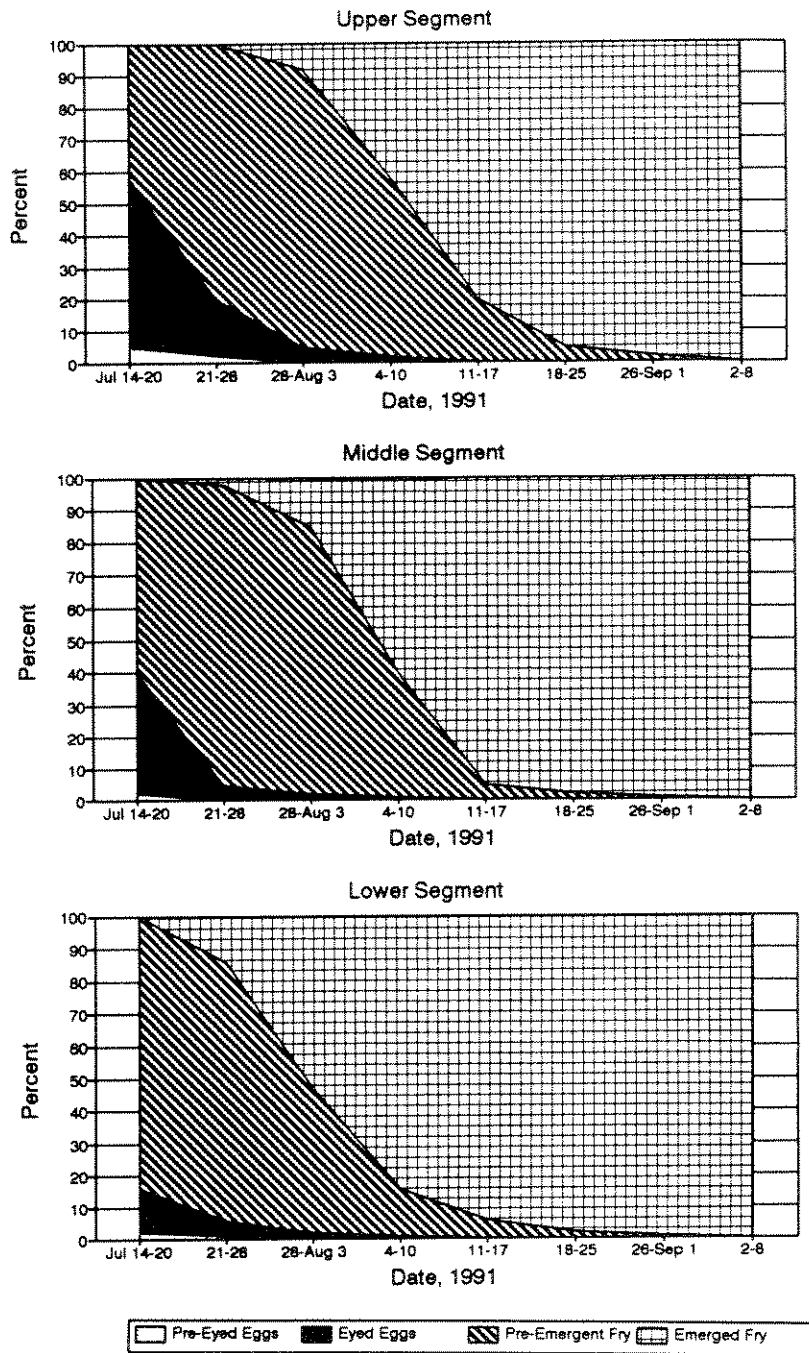 Upper Segment
100
90
80
70
60
50
40
30
20
10
0
Percent
Jul 14-20 21-28 28-Aug 3 4-10 11-17 18-25 26-Sep 1 2-8
Date, 1991
Middle Segment
100
90
80
70
60
50
40
30
20
10
0
Percent
Jul 14-20 21-28 28-Aug 3 4-10 11-17 18-25 26-Sep 1 2-8
Date, 1991
Lower Segment
100
90
80
70
60
50
40
30
20
10
0
Percent
Jul 14-20 21-28 28-Aug 3 4-10 11-17 18-25 26-Sep 1 2-8
Date, 1991
Pre-Eyed Eggs Eyed Eggs Pre-Emergent Fry Emerged Fry